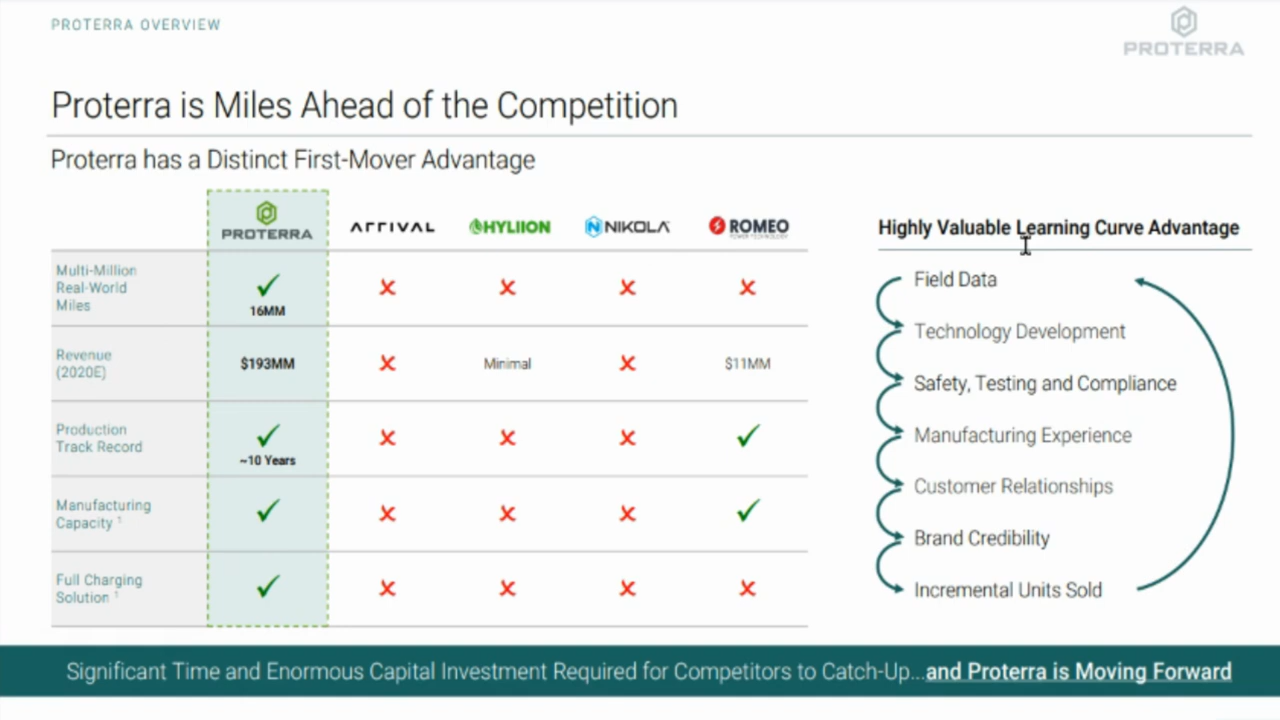 PROTERRA OVERVIEW
PROTERRA
Proterra is Miles Ahead of the Competition
Proterra has a Distinct First-Mover Advantage
PROTERRA ARRIVAL HYLIION NIKOLA ROMEO
POWER TECHNOLOGY
Multi-Million
Real-World
Miles
16MM
Revenue
(2020E)
$193MM Minimal $11MM
Production
Track Record
~10 Years
Manufacturing
Capacity ¹
Full Charging
Solution ¹
Highly Valuable Learning Curve Advantage
Field Data
Technology Development
Safety, Testing and Compliance
Manufacturing Experience
Customer Relationships
Brand Credibility
Incremental Units Sold
Significant Time and Enormous Capital Investment Required for Competitors to Catch-Up...and Proterra is Moving Forward